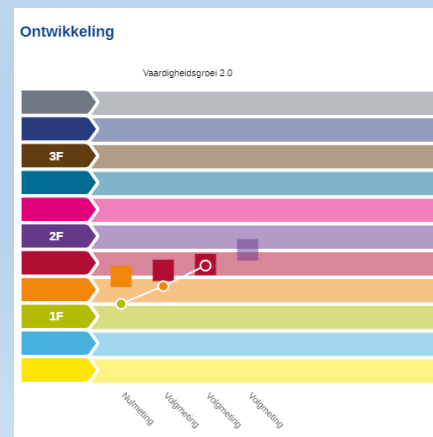 Ontwikkeling
Vaardigheidsgroei 2.0
3F
2F
1F
Nulmeting
Volgmeting
Volgmeting
Volgmeting